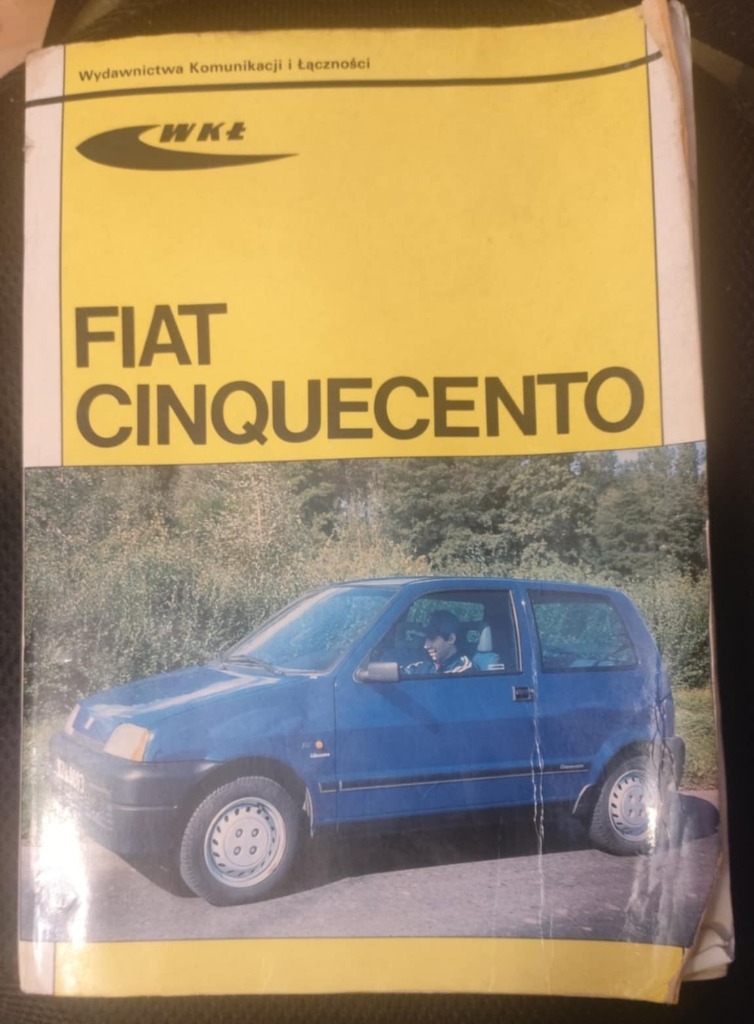 Wydawnictwa Komunikacji i Łączności
WKŁ
FIAT
CINQUECENTO